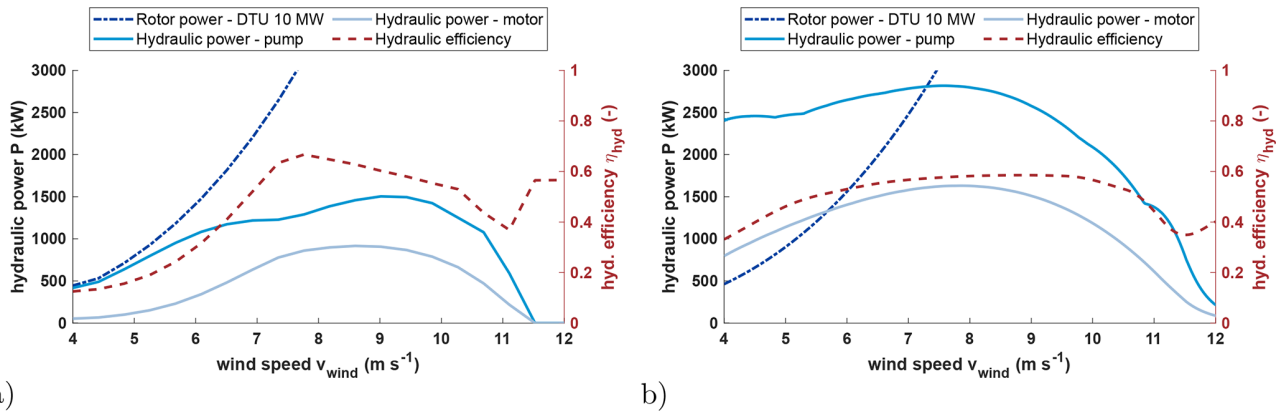 Rotor power - DTU 10 MW
Hydraulic power - motor
Hydraulic power - pump
Hydraulic efficiency
3000
2500
2000
1500
1000
500
0
hydraulic power P (kW)
1
0.8
0.6
0.4
0.2
0
hyd. efficiency η_hyd (-)
4 5 6 7 8 9 10 11 12
wind speed v_wind (m s⁻¹)
Rotor power - DTU 10 MW
Hydraulic power - motor
Hydraulic power - pump
Hydraulic efficiency
3000
2500
2000
1500
1000
500
0
hydraulic power P (kW)
1
0.8
0.6
0.4
0.2
0
hyd. efficiency η_hyd (-)
4 5 6 7 8 9 10 11 12
wind speed v_wind (m s⁻¹)
b)